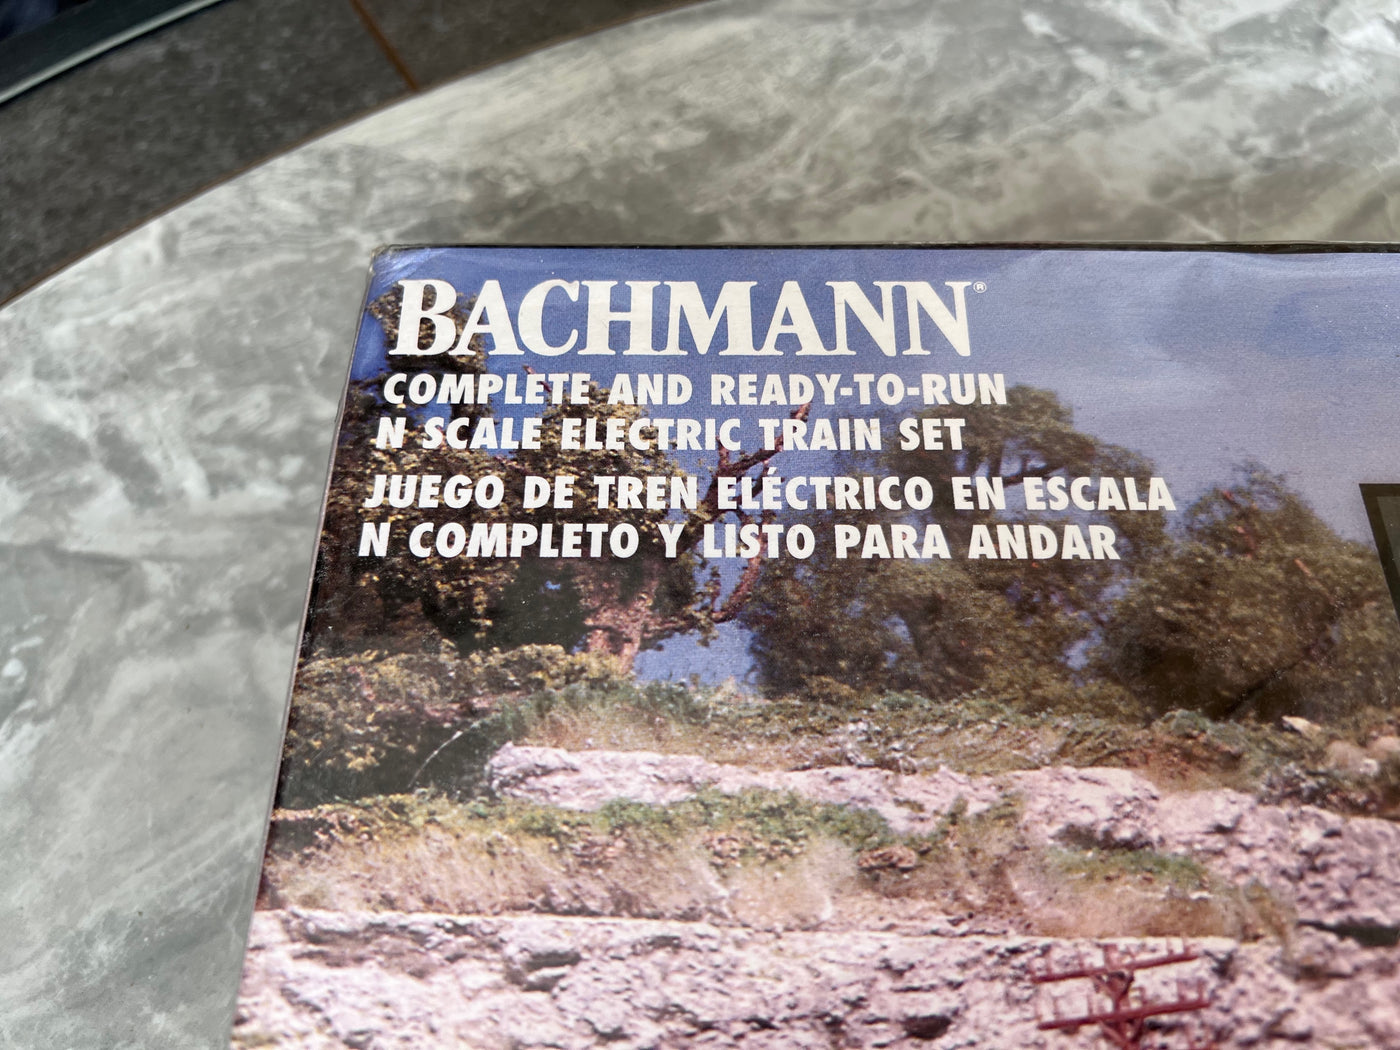 BACHMANN®
COMPLETE AND READY-TO-RUN
N SCALE ELECTRIC TRAIN SET
JUEGO DE TREN ELÉCTRICO EN ESCALA
N COMPLETO Y LISTO PARA ANDAR